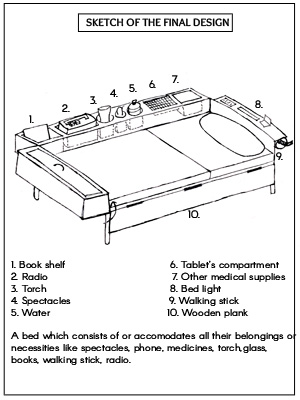 SKETCH OF THE FINAL DESIGN
1.
2.
3.
4.
5.
6.
7.
8.
9.
10.
1. Book shelf
2. Radio
3. Torch
4. Spectacles
5. Water
6. Tablet's compartment
7. Other medical supplies
8. Bed light
9. Walking stick
10. Wooden plank
A bed which consists of or accomodates all their belongings or
necessities like spectacles, phone, medicines, torch,glass,
books, walking stick, radio.